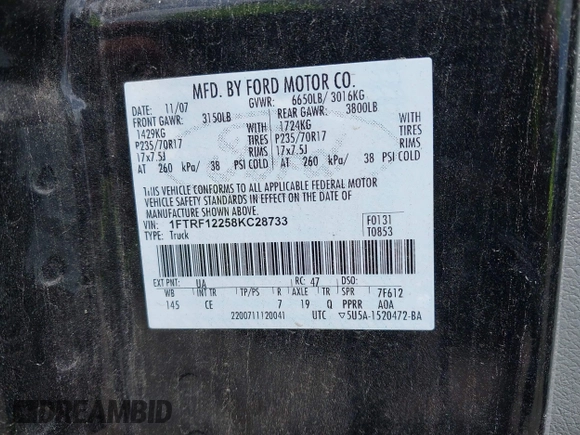 MFD. BY FORD MOTOR CO.
DATE: 11/07 GVWR: 6650LB/ 3016KG
FRONT GAWR: 3150LB REAR GAWR: 3800LB
1429KG WITH 1724KG WITH
P235/70R17 TIRES P235/70R17 TIRES
17x7.5J RIMS 17x7.5J RIMS
AT 260 kPa/ 38 PSI COLD AT 260 kPa/ 38 PSI COLD
THIS VEHICLE CONFORMS TO ALL APPLICABLE FEDERAL MOTOR
VEHICLE SAFTY STANDARDS IN EFFECT ON THE DATE OF
MANUFACTURE SHOWN ABOVE.
VIN: 1FTRF12258KC28733 F0131
TYPE: Truck T0853
EXT PNT: UA RC: 47 DSO:
WB INT TR TP/PS R AXLE TR SPR 7F612
145 CE 7 19 Q PPRR A0A
2200711120041 UTC ▽5U5A-1520472-BA
DREAMBID